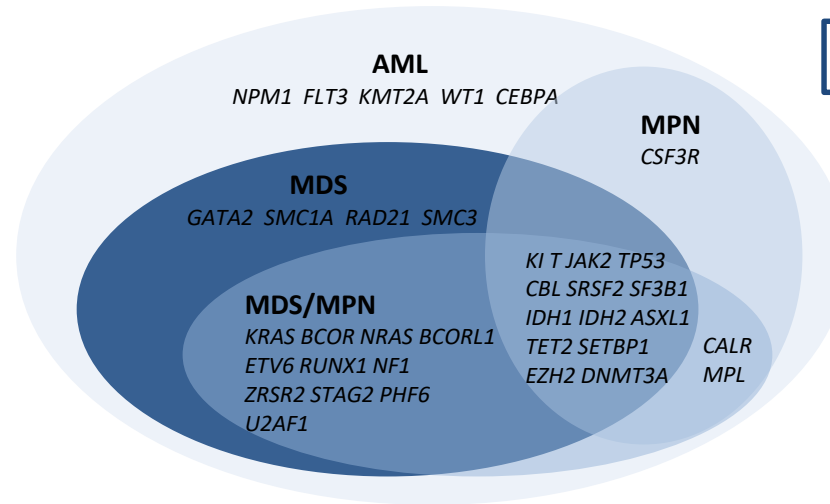 AML
NPM1 FLT3 KMT2A WT1 CEBPA
MPN
CSF3R
MDS
GATA2 SMC1A RAD21 SMC3
MDS/MPN
KRAS BCOR NRAS BCORL1
ETV6 RUNX1 NF1
ZRSR2 STAG2 PHF6
U2AF1
KI T JAK2 TP53
CBL SRSF2 SF3B1
IDH1 IDH2 ASXL1
TET2 SETBP1
EZH2 DNMT3A
CALR
MPL